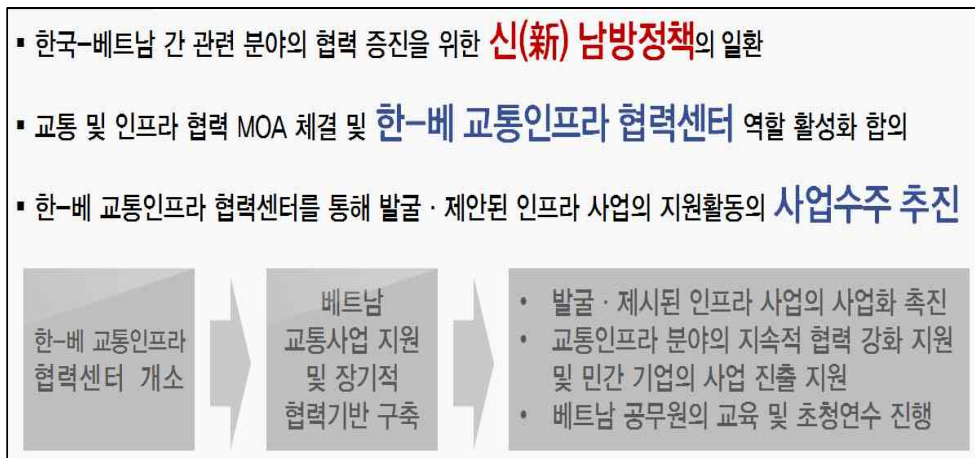 ▪ 한국-베트남 간 관련 분야의 협력 증진을 위한 신(新) 남방정책의 일환
▪ 교통 및 인프라 협력 MOA 체결 및 한-베 교통인프라 협력센터 역할 활성화 합의
▪ 한-베 교통인프라 협력센터를 통해 발굴·제안된 인프라 사업의 지원활동의 사업수주 추진
한-베 교통인프라
협력센터 개소
베트남
교통사업 지원
및 장기적
협력기반 구축
• 발굴·제시된 인프라 사업의 사업화 촉진
• 교통인프라 분야의 지속적 협력 강화 지원
및 민간 기업의 사업 진출 지원
• 베트남 공무원의 교육 및 초청연수 진행